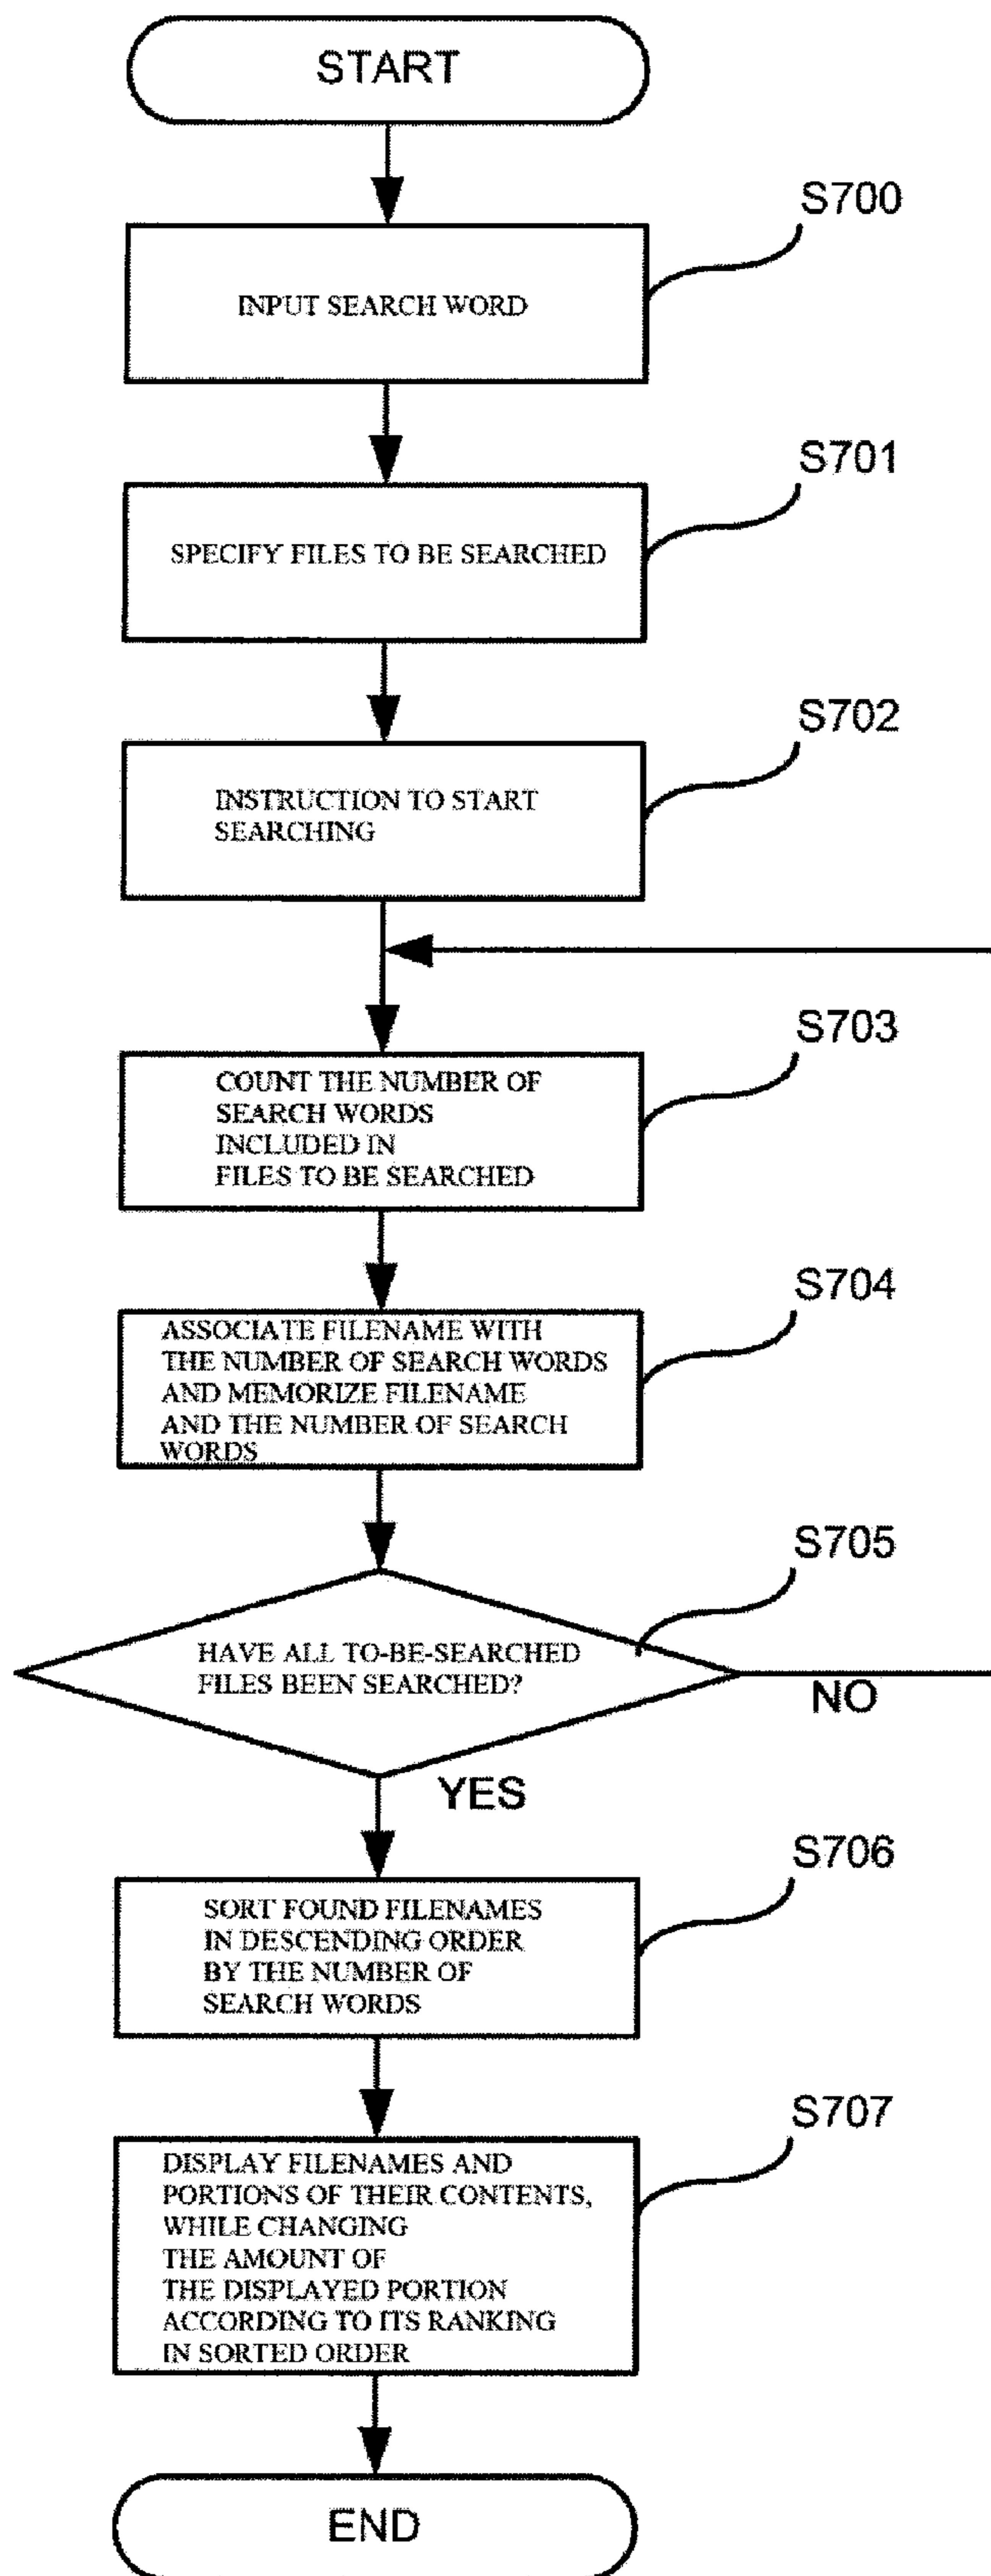 START
S700
INPUT SEARCH WORD
S701
SPECIFY FILES TO BE SEARCHED
S702
INSTRUCTION TO START
SEARCHING
S703
COUNT THE NUMBER OF
SEARCH WORDS
INCLUDED IN
FILES TO BE SEARCHED
S704
ASSOCIATE FILENAME WITH
THE NUMBER OF SEARCH WORDS
AND MEMORIZE FILENAME
AND THE NUMBER OF SEARCH
WORDS
S705
HAVE ALL TO-BE-SEARCHED
FILES BEEN SEARCHED?
NO
YES
S706
SORT FOUND FILENAMES
IN DESCENDING ORDER
BY THE NUMBER OF
SEARCH WORDS
S707
DISPLAY FILENAMES AND
PORTIONS OF THEIR CONTENTS,
WHILE CHANGING
THE AMOUNT OF
THE DISPLAYED PORTION
ACCORDING TO ITS RANKING
IN SORTED ORDER
END